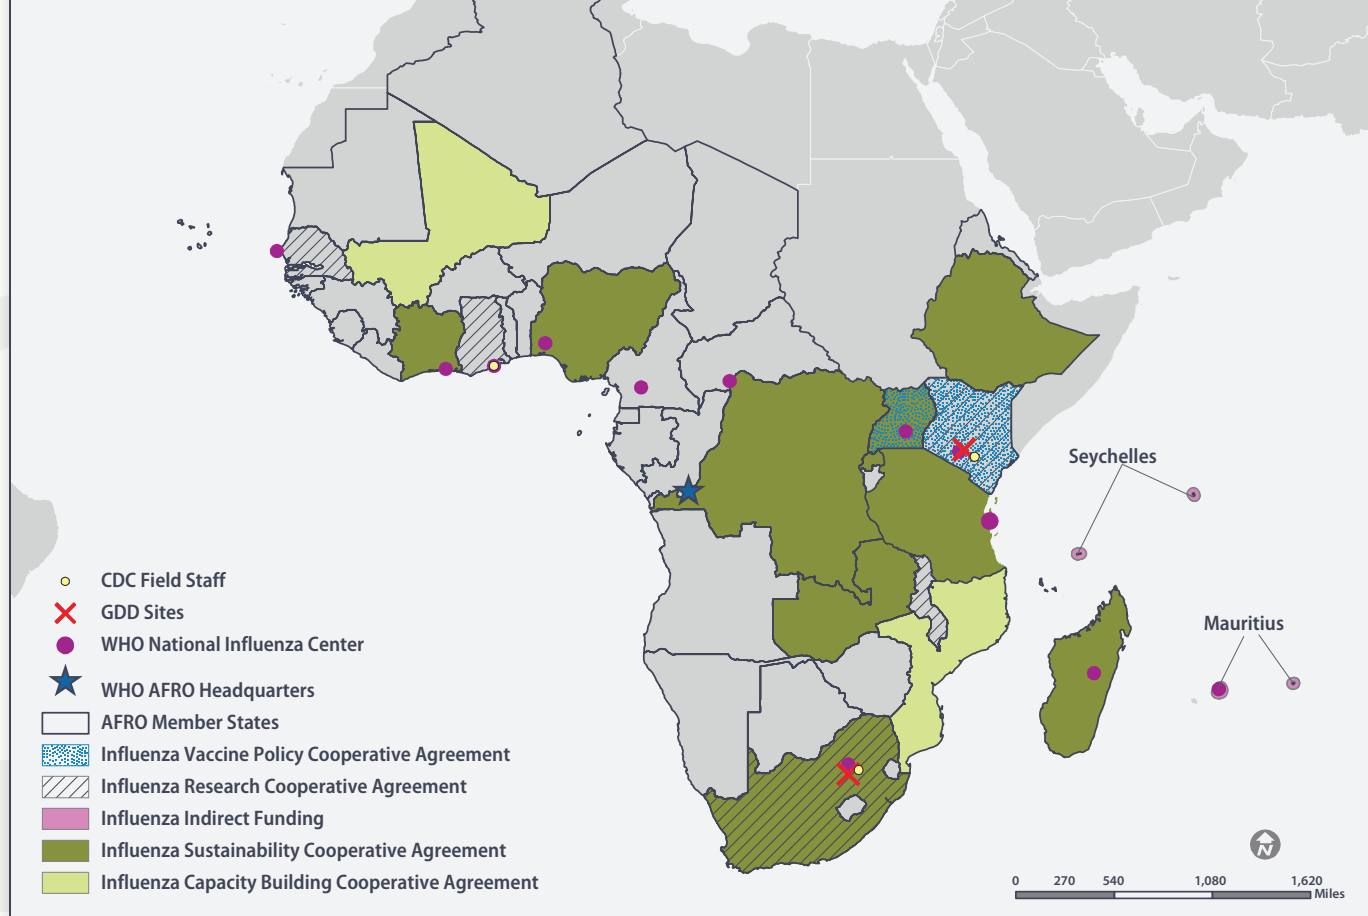 Seychelles
Mauritius
CDC Field Staff
GDD Sites
WHO National Influenza Center
WHO AFRO Headquarters
AFRO Member States
Influenza Vaccine Policy Cooperative Agreement
Influenza Research Cooperative Agreement
Influenza Indirect Funding
Influenza Sustainability Cooperative Agreement
Influenza Capacity Building Cooperative Agreement
N
0 270 540 1,080 1,620
Miles